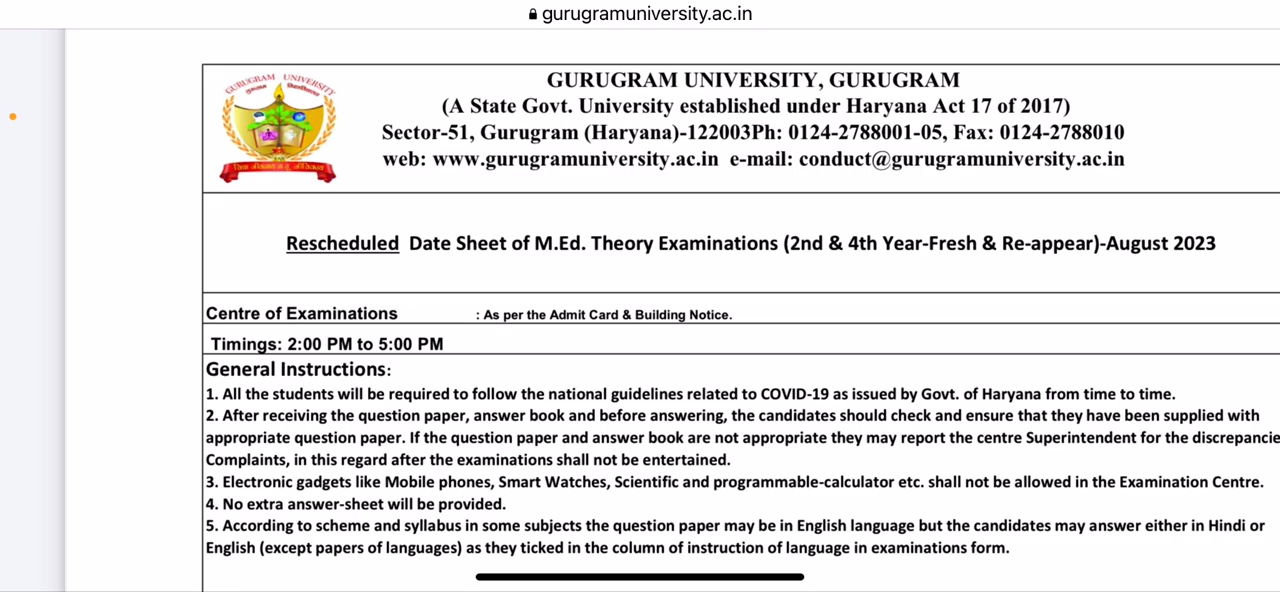 gurugramuniversity.ac.in
GURUGRAM UNIVERSITY
GURUGRAM UNIVERSITY, GURUGRAM
(A State Govt. University established under Haryana Act 17 of 2017)
Sector-51, Gurugram (Haryana)-122003Ph: 0124-2788001-05, Fax: 0124-2788010
web: www.gurugramuniversity.ac.in e-mail: conduct@gurugramuniversity.ac.in
Rescheduled Date Sheet of M.Ed. Theory Examinations (2nd & 4th Year-Fresh & Re-appear)-August 2023
Centre of Examinations : As per the Admit Card & Building Notice.
Timings: 2:00 PM to 5:00 PM
General Instructions:
1. All the students will be required to follow the national guidelines related to COVID-19 as issued by Govt. of Haryana from time to time.
2. After receiving the question paper, answer book and before answering, the candidates should check and ensure that they have been supplied with
appropriate question paper. If the question paper and answer book are not appropriate they may report the centre Superintendent for the discrepancie
Complaints, in this regard after the examinations shall not be entertained.
3. Electronic gadgets like Mobile phones, Smart Watches, Scientific and programmable-calculator etc. shall not be allowed in the Examination Centre.
4. No extra answer-sheet will be provided.
5. According to scheme and syllabus in some subjects the question paper may be in English language but the candidates may answer either in Hindi or
English (except papers of languages) as they ticked in the column of instruction of language in examinations form.